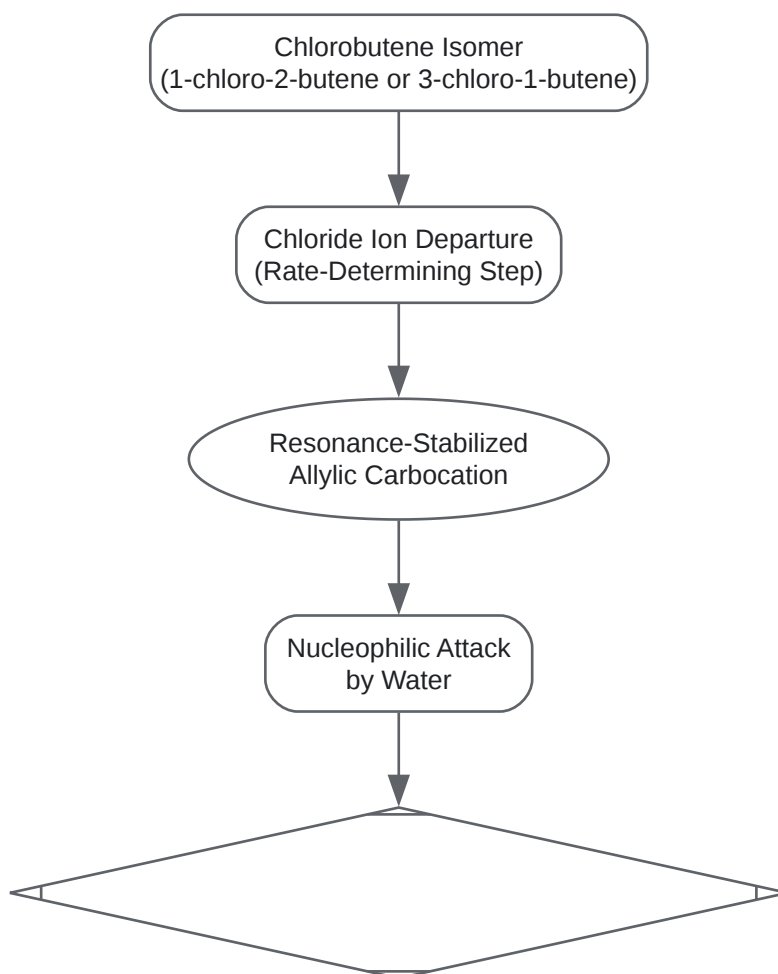 Chlorobutene Isomer
(1-chloro-2-butene or 3-chloro-1-butene)
Chloride Ion Departure
(Rate-Determining Step)
Resonance-Stabilized
Allylic Carbocation
Nucleophilic Attack
by Water